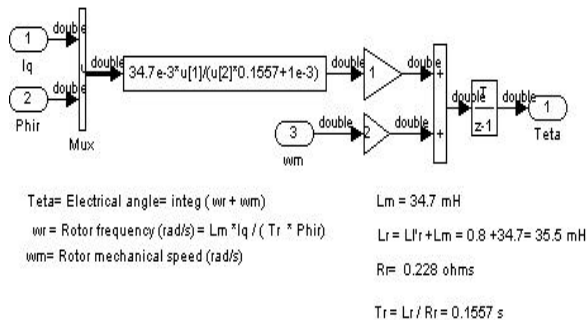 double
double
double
double
double
double
1
Iq
34.7e-3*u[1]/(u[2]*0.1557+1e-3)
1
+
T
z-1
1
Teta
2
Phir
Mux
double
3
wm
2
+
Teta= Electrical angle= integ ( wr + wm)
wr = Rotor frequency (rad/s) = Lm *Iq / ( Tr * Phir)
wm= Rotor mechanical speed (rad/s)
Lm = 34.7 mH
Lr = Ll'r +Lm = 0.8 +34.7= 35.5 mH
Rr= 0.228 ohms
Tr = Lr / Rr = 0.1557 s